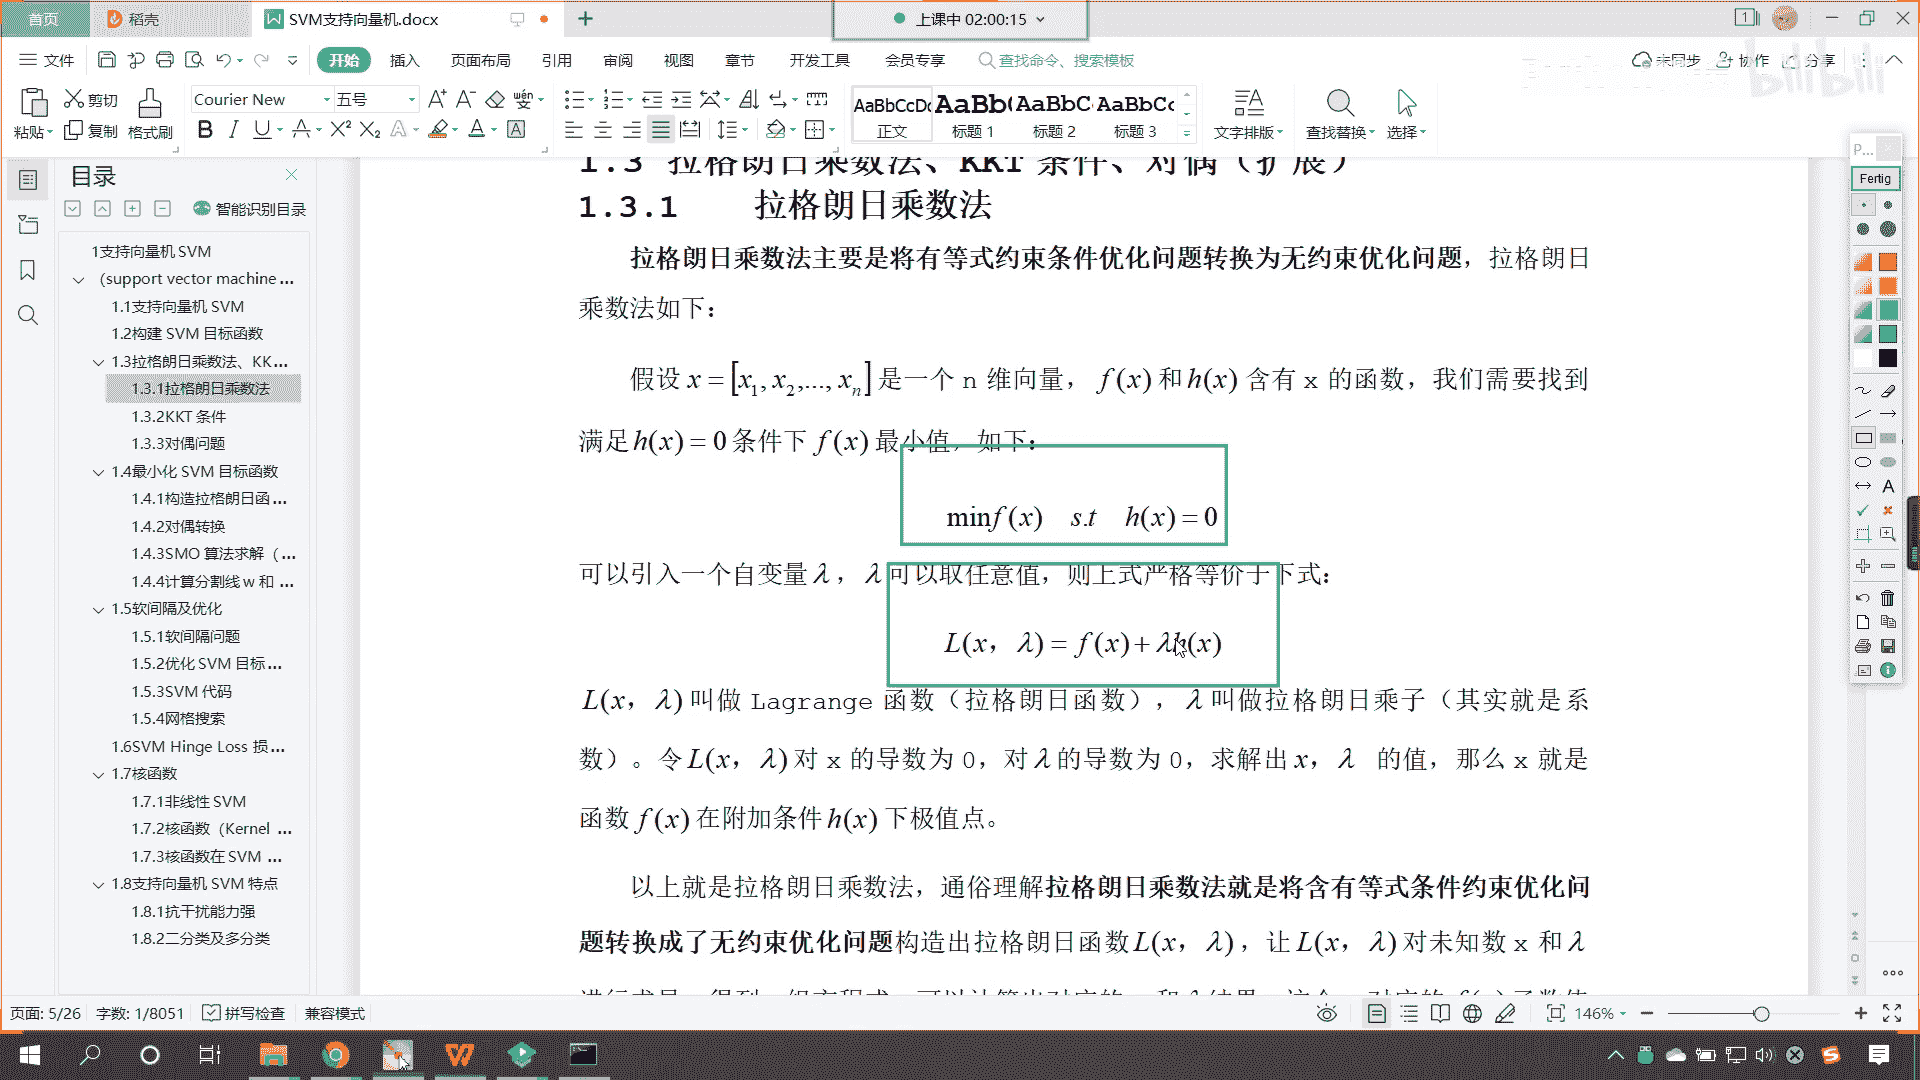 首页
稻壳
SVM支持向量机.docx
上课中 02:00:15
文件
开始 插入 页面布局 引用 审阅 视图 章节 开发工具 会员专享 查找命令、搜索模板
未同步 协作 分享
bilibili
粘贴 剪切 复制 格式刷
Courier New 五号
AaBbCcDd 正文
AaBb( 标题 1
AaBbC 标题 2
AaBbCc 标题 3
文字排版 查找替换 选择
目录
智能识别目录
1支持向量机 SVM
(support vector machine ...
1.1支持向量机 SVM
1.2构建 SVM 目标函数
1.3拉格朗日乘数法、KK...
1.3.1拉格朗日乘数法
1.3.2KKT 条件
1.3.3对偶问题
1.4最小化 SVM 目标函数
1.4.1构造拉格朗日函 ...
1.4.2对偶转换
1.4.3SMO 算法求解（ ...
1.4.4计算分割线 w 和 ...
1.5软间隔及优化
1.5.1软间隔问题
1.5.2优化 SVM 目标 ...
1.5.3SVM 代码
1.5.4网格搜索
1.6SVM Hinge Loss 损...
1.7核函数
1.7.1非线性 SVM
1.7.2核函数（Kernel ...
1.7.3核函数在 SVM ...
1.8支持向量机 SVM 特点
1.8.1抗干扰能力强
1.8.2二分类及多分类
1.3 拉格朗日乘数法、KKT 条件、对偶（扩展）
1.3.1 拉格朗日乘数法
拉格朗日乘数法主要是将有等式约束条件优化问题转换为无约束优化问题，拉格朗日
乘数法如下：
假设 x = [x₁, x₂,..., xₙ] 是一个 n 维向量， f(x) 和 h(x) 含有 x 的函数，我们需要找到
满足 h(x) = 0 条件下 f(x) 最小值，如下：
min f(x) s.t h(x) = 0
可以引入一个自变量 λ，λ 可以取任意值，则上式严格等价于下式：
L(x，λ) = f(x) + λh(x)
L(x，λ) 叫做 Lagrange 函数（拉格朗日函数），λ 叫做拉格朗日乘子（其实就是系
数）。令 L(x，λ) 对 x 的导数为 0，对 λ 的导数为 0，求解出 x，λ 的值，那么 x 就是
函数 f(x) 在附加条件 h(x) 下极值点。
以上就是拉格朗日乘数法，通俗理解拉格朗日乘数法就是将含有等式条件约束优化问
题转换成了无约束优化问题构造出拉格朗日函数 L(x，λ)，让 L(x，λ) 对未知数 x 和 λ
P...
Fertig
页面: 5/26 字数: 1/8051 拼写检查 兼容模式
146%